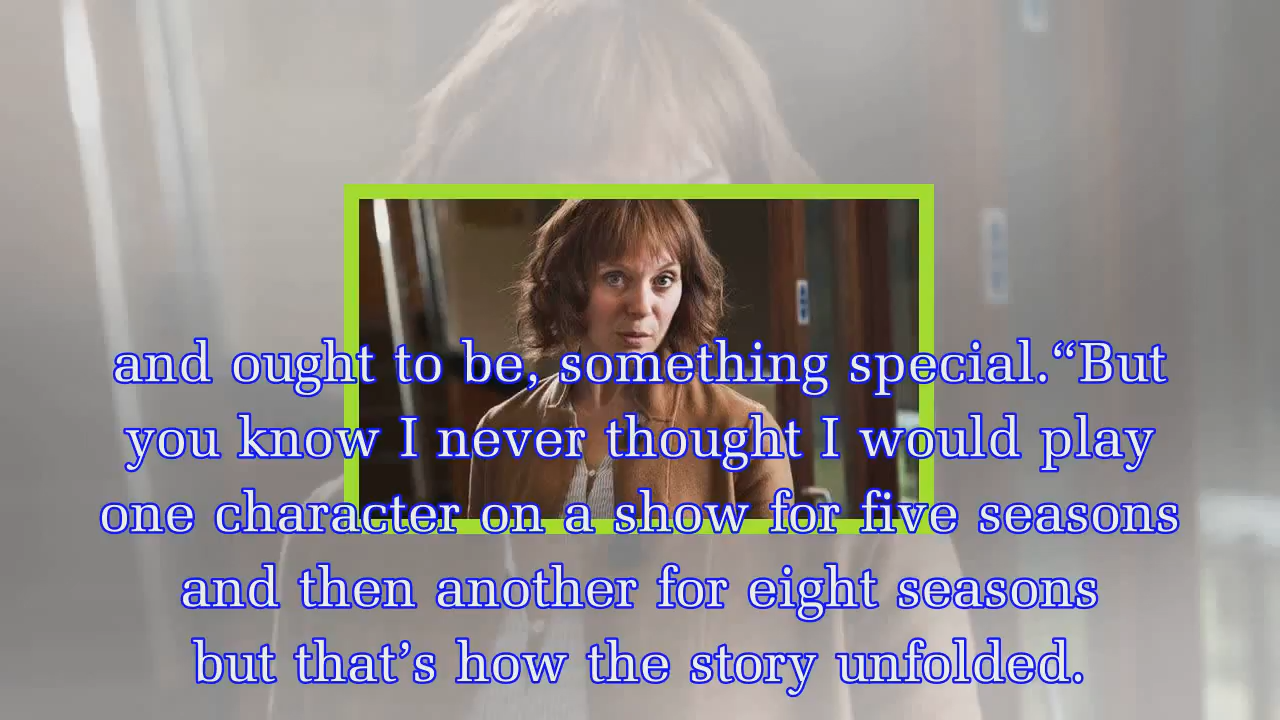 and ought to be, something special.“But
you know I never thought I would play
one character on a show for five seasons
and then another for eight seasons
but that’s how the story unfolded.